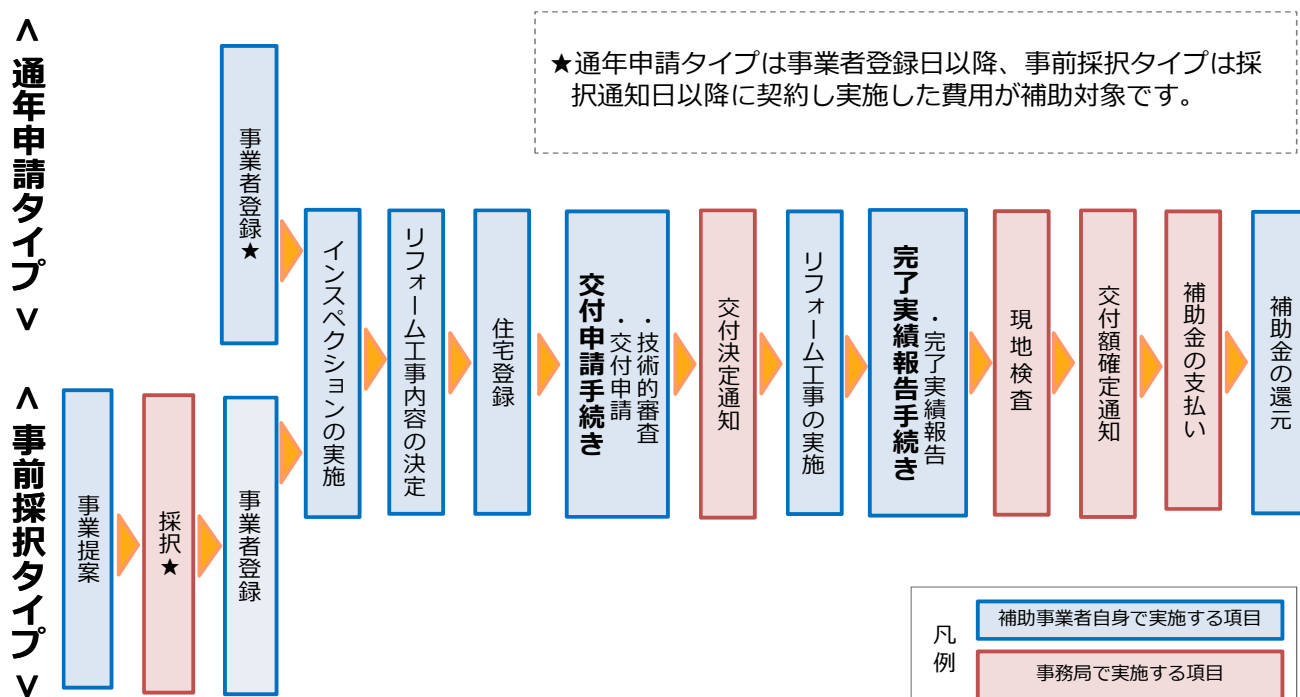 ＜通年申請タイプ＞
★通年申請タイプは事業者登録日以降、事前採択タイプは採
択通知日以降に契約し実施した費用が補助対象です。
事業者登録★
＜事前採択タイプ＞
事業提案
採択★
事業者登録
インスペクションの実施
リフォーム工事内容の決定
住宅登録
交付申請手続き
・技術的審査
・交付申請
交付決定通知
リフォーム工事の実施
完了実績報告手続き
・完了実績報告
現地検査
交付額確定通知
補助金の支払い
補助金の還元
凡例
補助事業者自身で実施する項目
事務局で実施する項目